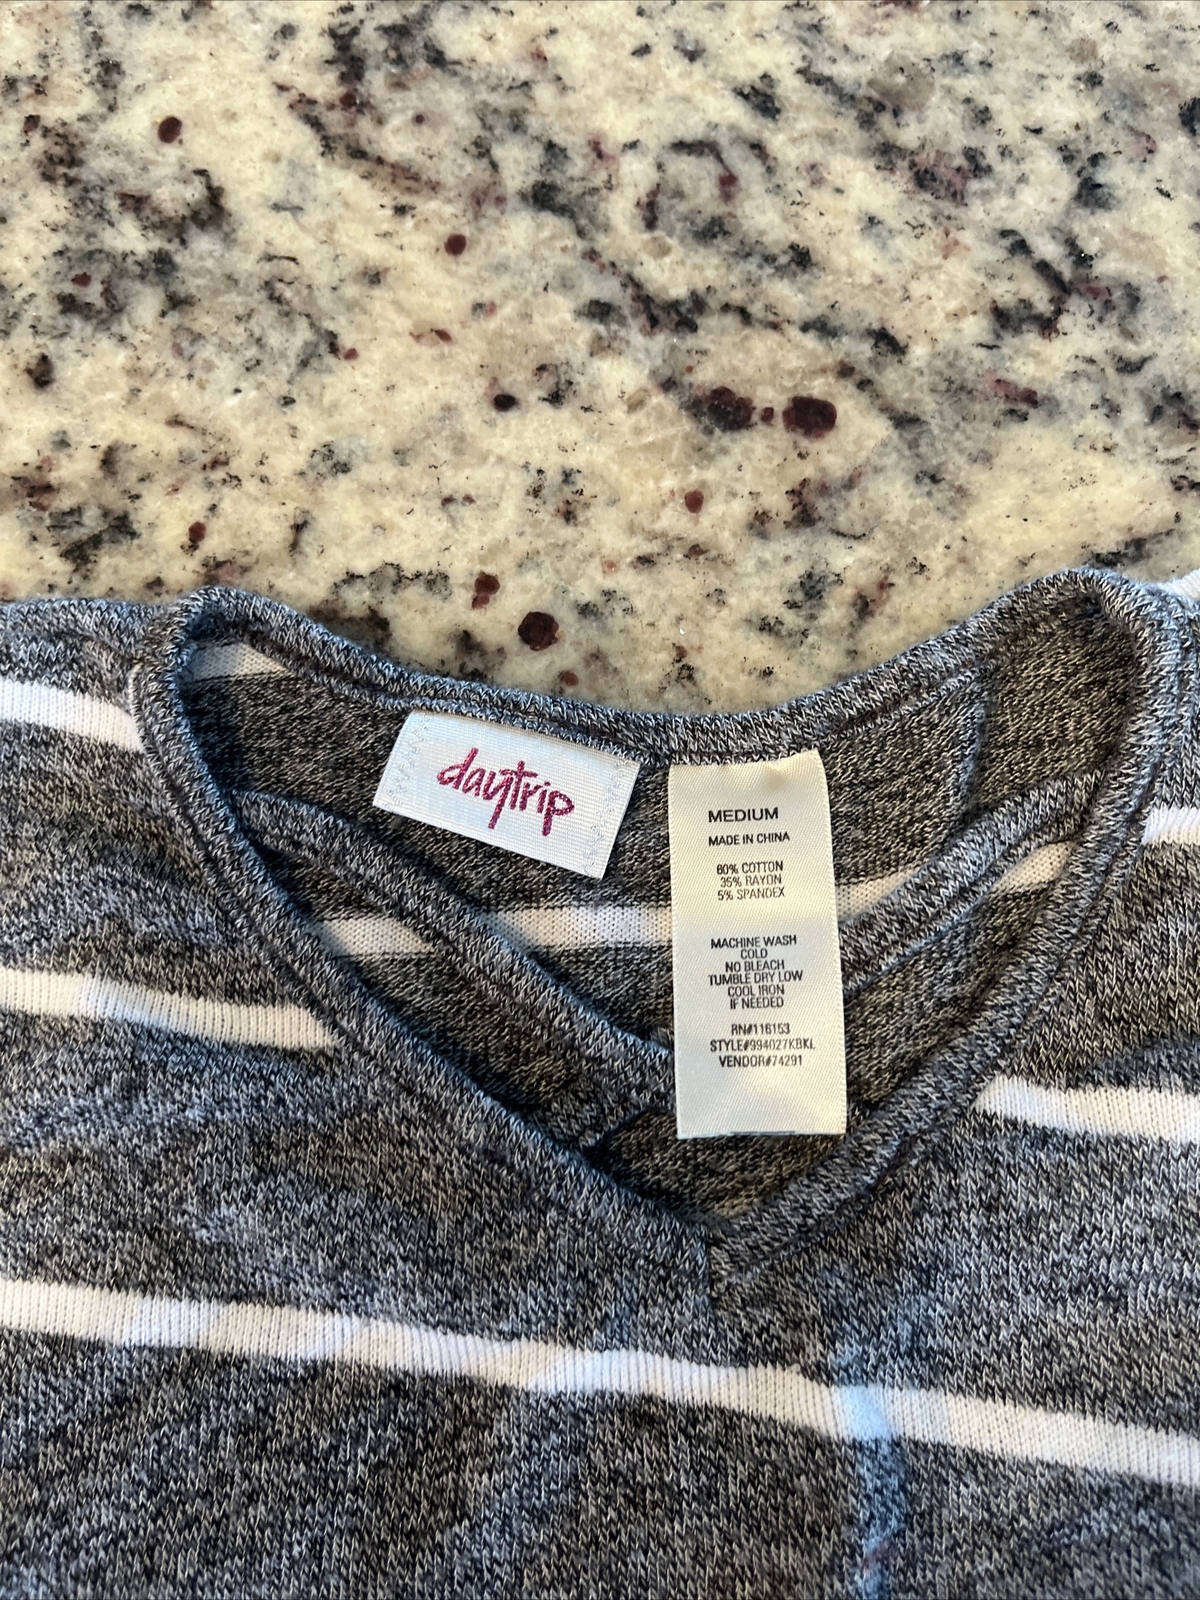 daytrip
MEDIUM
MADE IN CHINA
60% COTTON
35% RAYON
5% SPANDEX
MACHINE WASH
COLD
NO BLEACH
TUMBLE DRY LOW
COOL IRON
IF NEEDED
RN#116153
STYLE#994027KBKL
VENDOR#74291